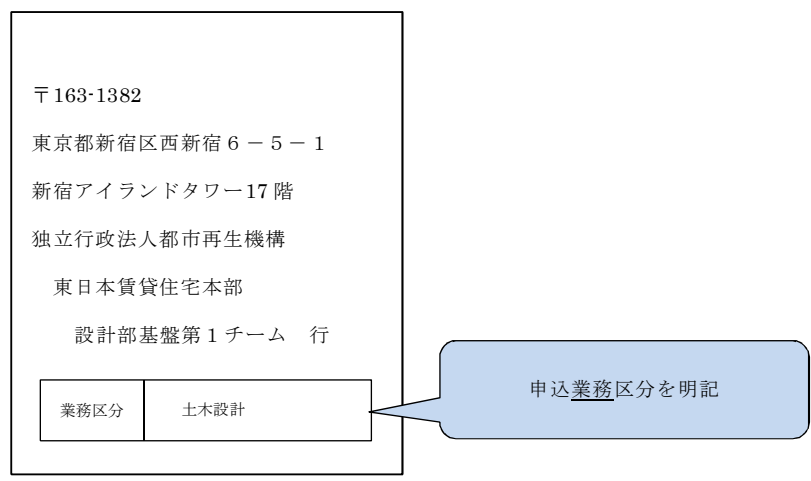 〒163-1382
東京都新宿区西新宿６－５－１
新宿アイランドタワー17 階
独立行政法人都市再生機構
東日本賃貸住宅本部
設計部基盤第１チーム　行
業務区分　土木設計
申込業務区分を明記